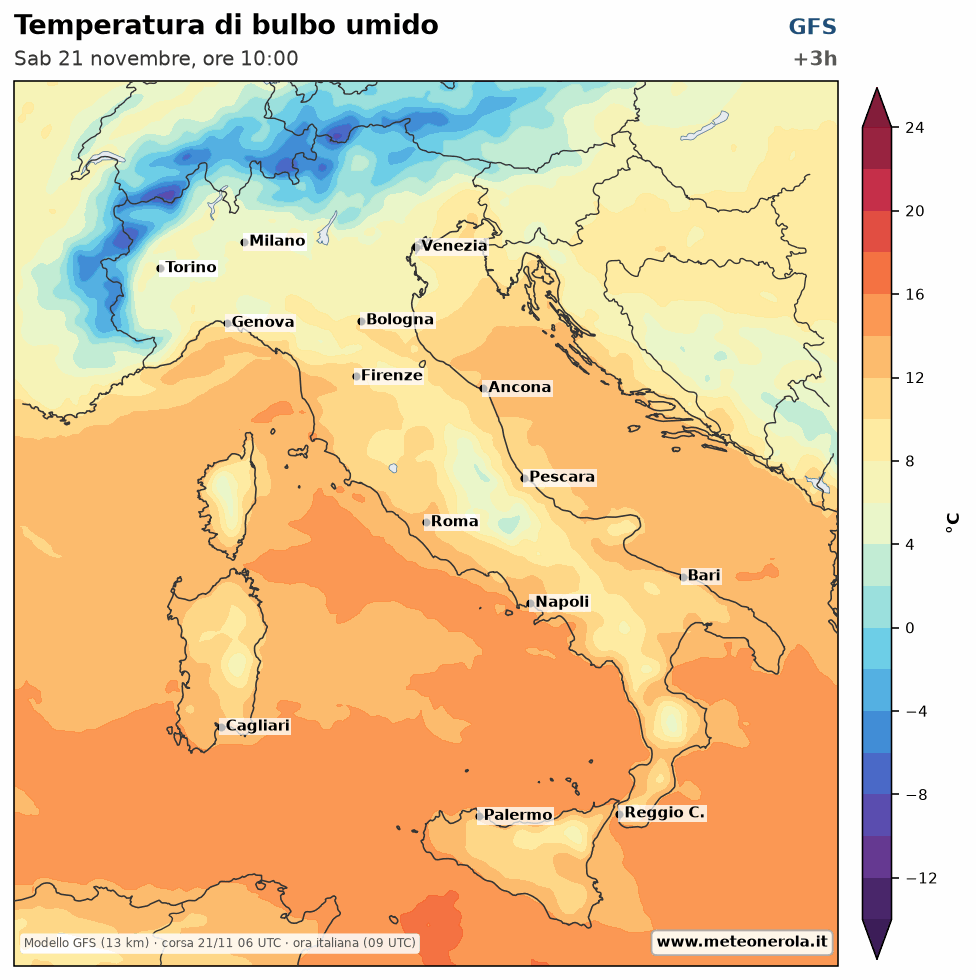 Temperatura di bulbo umido
GFS
Sab 21 novembre, ore 10:00
+3h
24
20
16
12
8
4
0
−4
−8
−12
°C
Milano
Venezia
Torino
Genova
Bologna
Firenze
Ancona
Pescara
Roma
Bari
Napoli
Cagliari
Palermo
Reggio C.
Modello GFS (13 km) · corsa 21/11 06 UTC · ora italiana (09 UTC)
www.meteonerola.it